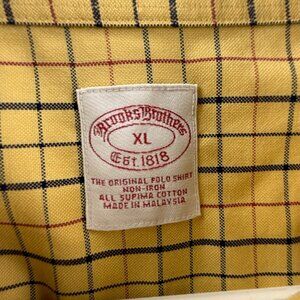 Brooks Brothers
XL
Est. 1818
THE ORIGINAL POLO SHIRT
NON-IRON
ALL SUPIMA COTTON
MADE IN MALAYSIA